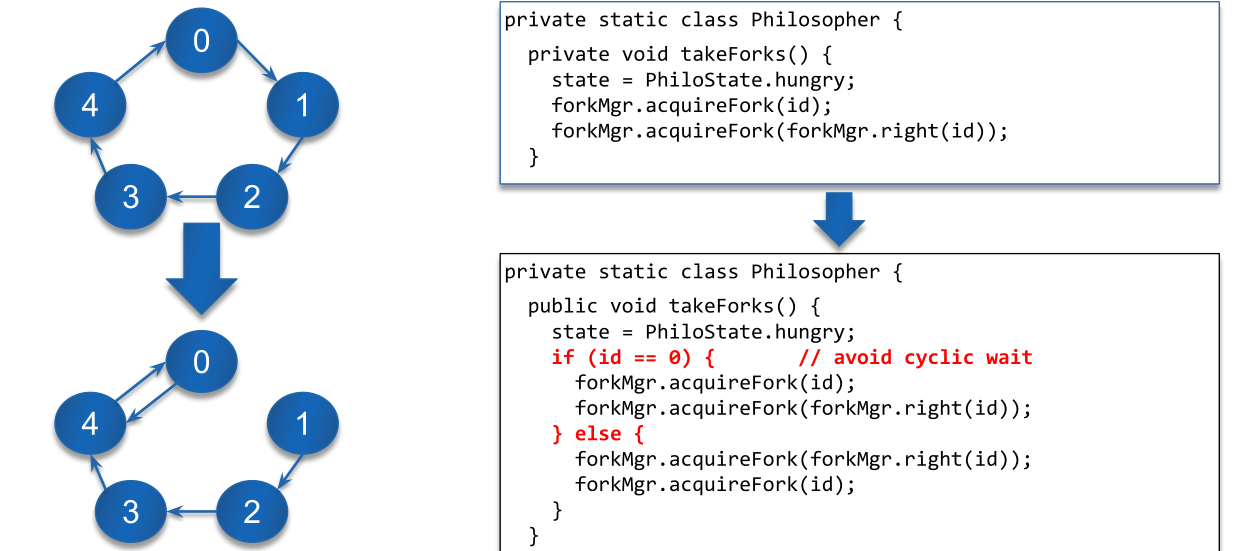 0
4
1
3
2
0
4
1
3
2
private static class Philosopher {
private void takeForks() {
state = PhiloState.hungry;
forkMgr.acquireFork(id);
forkMgr.acquireFork(forkMgr.right(id));
}
private static class Philosopher {
public void takeForks() {
state = PhiloState.hungry;
if (id == 0) { // avoid cyclic wait
forkMgr.acquireFork(id);
forkMgr.acquireFork(forkMgr.right(id));
} else {
forkMgr.acquireFork(forkMgr.right(id));
forkMgr.acquireFork(id);
}
}